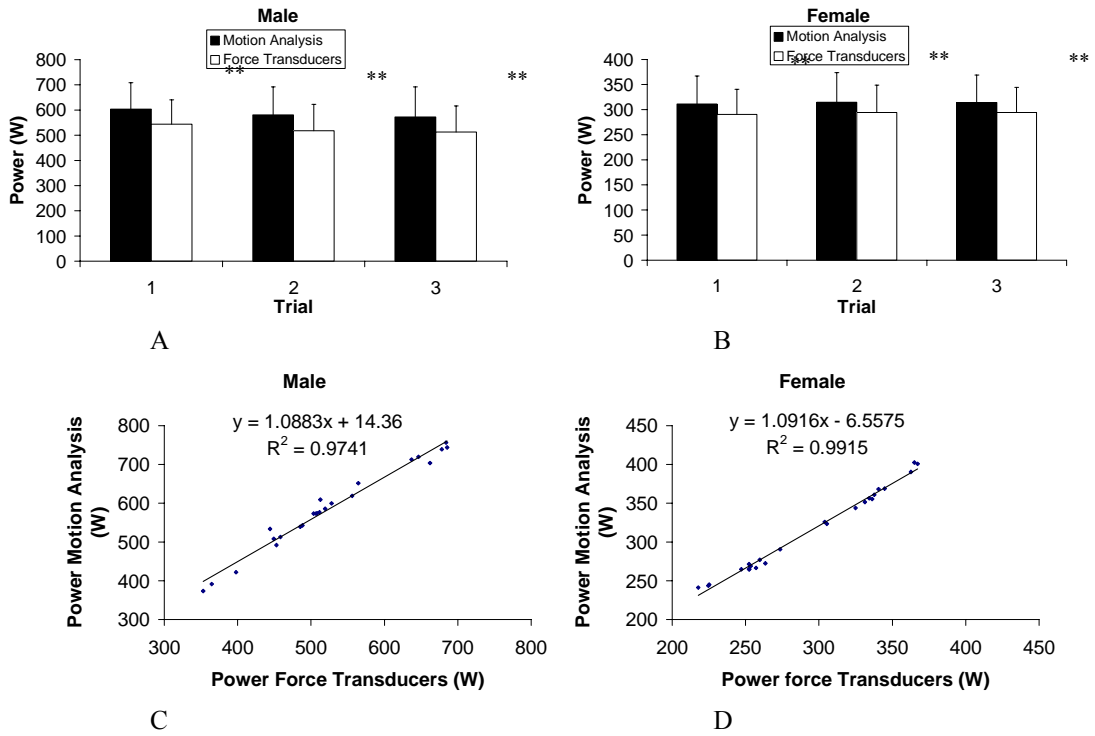 Male
Motion Analysis
Force Transducers
** ** **
Power (W)
800
700
600
500
400
300
200
100
0
1 2 3
Trial
A
Female
Motion Analysis
Force Transducers
** ** **
Power (W)
400
350
300
250
200
150
100
50
0
1 2 3
Trial
B
Male
y = 1.0883x + 14.36
R² = 0.9741
Power Motion Analysis
(W)
800
700
600
500
400
300
300 400 500 600 700 800
Power Force Transducers (W)
C
Female
y = 1.0916x - 6.5575
R² = 0.9915
Power Motion Analysis
(W)
450
400
350
300
250
200
200 250 300 350 400 450
Power force Transducers (W)
D